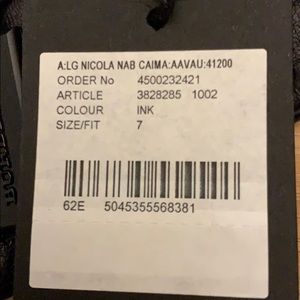 A:LG NICOLA NAB CAIMA:AAVAU:41200
ORDER No 4500232421
ARTICLE 3828285 1002
COLOUR INK
SIZE/FIT 7
62E 5045355568381